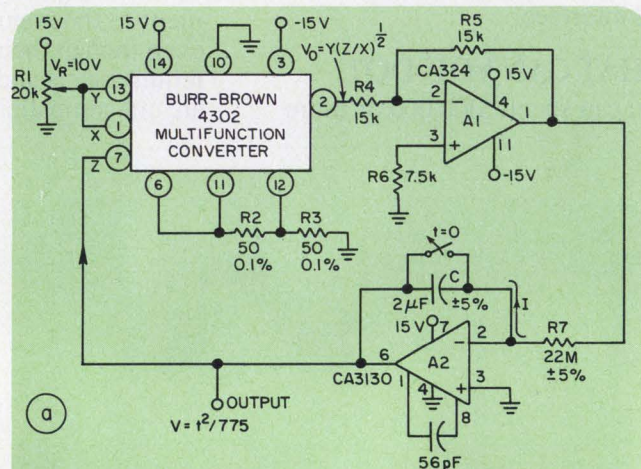 15V
15V
-15V
R1
20k
V_R=10V
14
10
3
Y 13
X 1
Z 7
BURR-BROWN
4302
MULTIFUNCTION
CONVERTER
2
V_O=Y(Z/X)^1/2
R4
15k
R5
15k
CA324
2 −
15V
4
A1
1
3 +
11
-15V
R6
7.5k
6
11
12
R2
50
0.1%
R3
50
0.1%
t=0
C
2μF
±5%
I
15V
7
2 −
R7
22M
±5%
6
A2
CA3130
1
4
+ 3
8
56pF
OUTPUT
V=t²/775
a